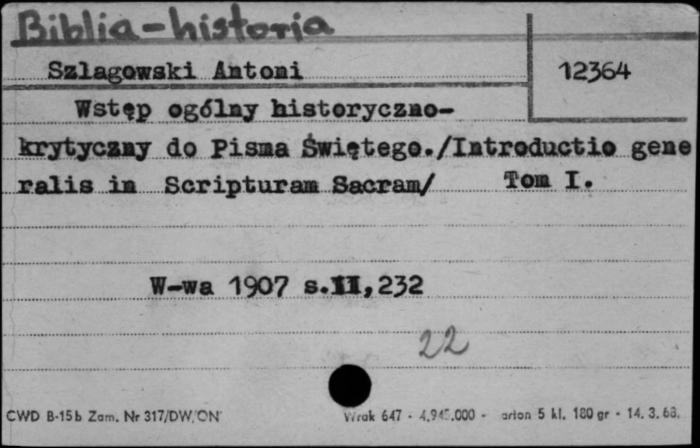 Biblia-historia
Szlagowski Antoni
12364
Wstęp ogólny historyczno-
krytyczny do Pisma Świętego./Introductio gene
ralis in Scripturam Sacram/ Tom I.
W-wa 1907 s.II,232
22
CWD B-15b Zam. Nr 317/DW/ON Wrak 647 - 4.945.000 - arton 5 kl. 180 gr - 14. 3. 68.